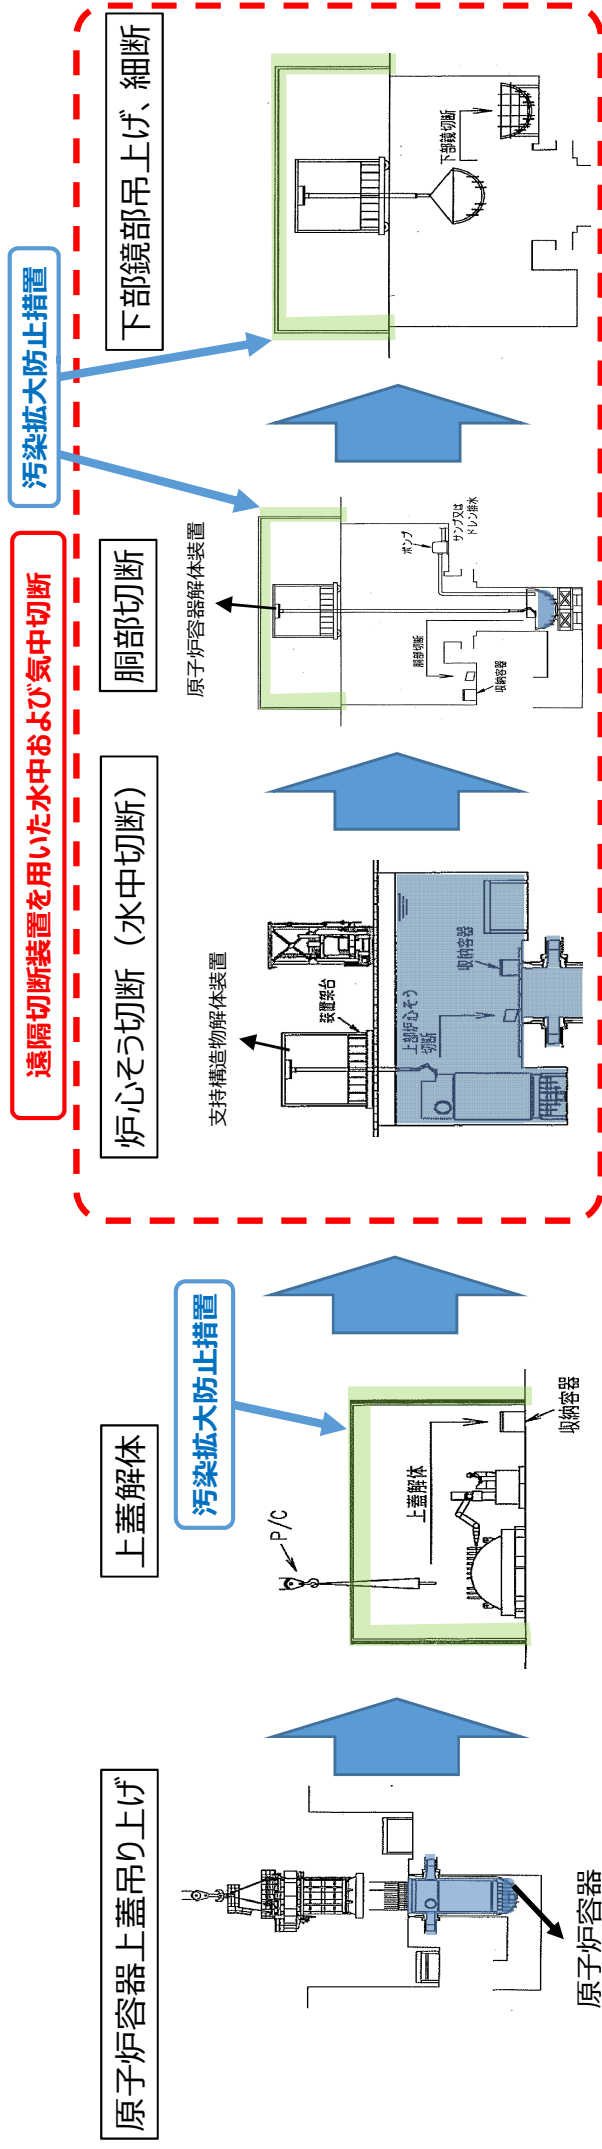 遠隔切断装置を用いた水中および気中切断
汚染拡大防止措置
原子炉容器上蓋吊り上げ
原子炉容器
上蓋解体
汚染拡大防止措置
P/C
上蓋解体
収納容器
炉心そう切断（水中切断）
支持構造物解体装置
装置架台
上部炉心そう
切断
収納容器
胴部切断
原子炉容器解体装置
ポンプ
サンプ又は
ドレン排水
胴部切断
収納容器
下部鏡部吊上げ、細断
下部鏡切断